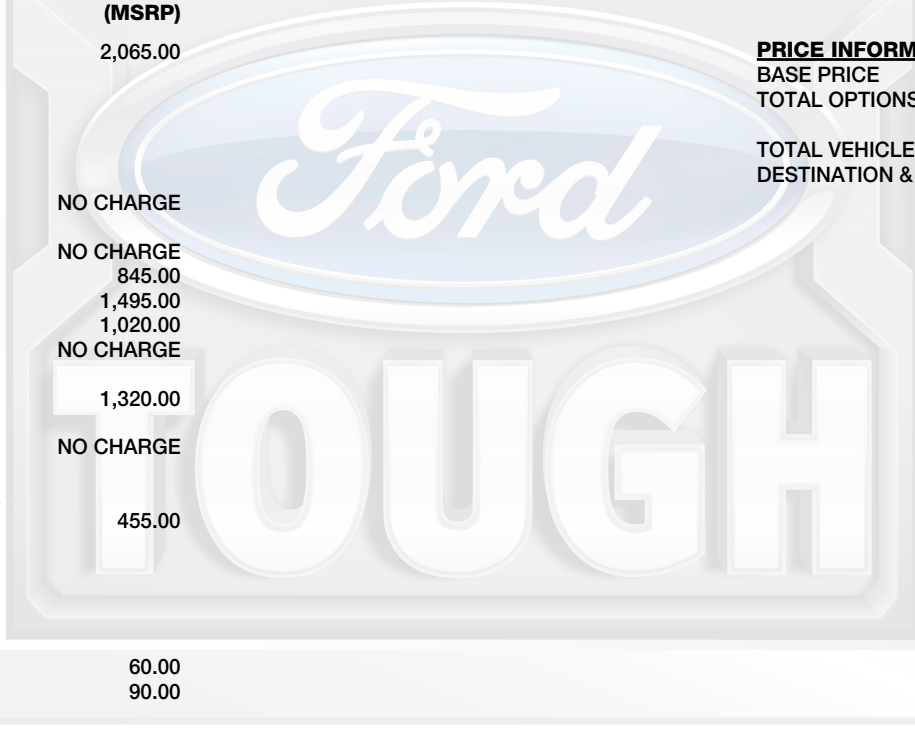 (MSRP)
2,065.00
NO CHARGE
NO CHARGE
845.00
1,495.00
1,020.00
NO CHARGE
1,320.00
NO CHARGE
455.00
60.00
90.00
PRICE INFORM
BASE PRICE
TOTAL OPTIONS
TOTAL VEHICLE
DESTINATION &
Ford
TOUGH